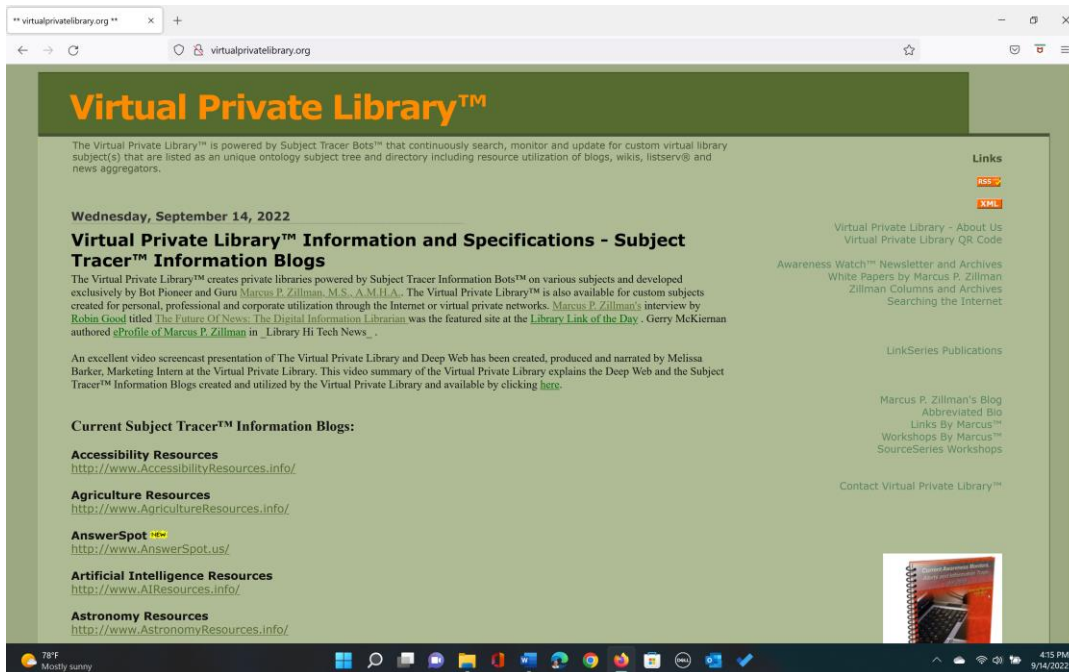 ** virtualprivatelibrary.org **
virtualprivatelibrary.org
Virtual Private Library™
The Virtual Private Library™ is powered by Subject Tracer Bots™ that continuously search, monitor and update for custom virtual library
subject(s) that are listed as an unique ontology subject tree and directory including resource utilization of blogs, wikis, listserv® and
news aggregators.
Wednesday, September 14, 2022
Virtual Private Library™ Information and Specifications - Subject
Tracer™ Information Blogs
The Virtual Private Library™ creates private libraries powered by Subject Tracer Information Bots™ on various subjects and developed
exclusively by Bot Pioneer and Guru Marcus P. Zillman, M.S., A.M.H.A.. The Virtual Private Library™ is also available for custom subjects
created for personal, professional and corporate utilization through the Internet or virtual private networks. Marcus P. Zillman's interview by
Robin Good titled The Future Of News: The Digital Information Librarian was the featured site at the Library Link of the Day . Gerry McKiernan
authored eProfile of Marcus P. Zillman in _Library Hi Tech News_ .
An excellent video screencast presentation of The Virtual Private Library and Deep Web has been created, produced and narrated by Melissa
Barker, Marketing Intern at the Virtual Private Library. This video summary of the Virtual Private Library explains the Deep Web and the Subject
Tracer™ Information Blogs created and utilized by the Virtual Private Library and available by clicking here.
Current Subject Tracer™ Information Blogs:
Accessibility Resources
http://www.AccessibilityResources.info/
Agriculture Resources
http://www.AgricultureResources.info/
AnswerSpot NEW
http://www.AnswerSpot.us/
Artificial Intelligence Resources
http://www.AIResources.info/
Astronomy Resources
http://www.AstronomyResources.info/
Links
RSS
XML
Virtual Private Library - About Us
Virtual Private Library QR Code
Awareness Watch™ Newsletter and Archives
White Papers by Marcus P. Zillman
Zillman Columns and Archives
Searching the Internet
LinkSeries Publications
Marcus P. Zillman's Blog
Abbreviated Bio
Links By Marcus™
Workshops By Marcus™
SourceSeries Workshops
Contact Virtual Private Library™
78°F
Mostly sunny
DELL
4:15 PM
9/14/2022